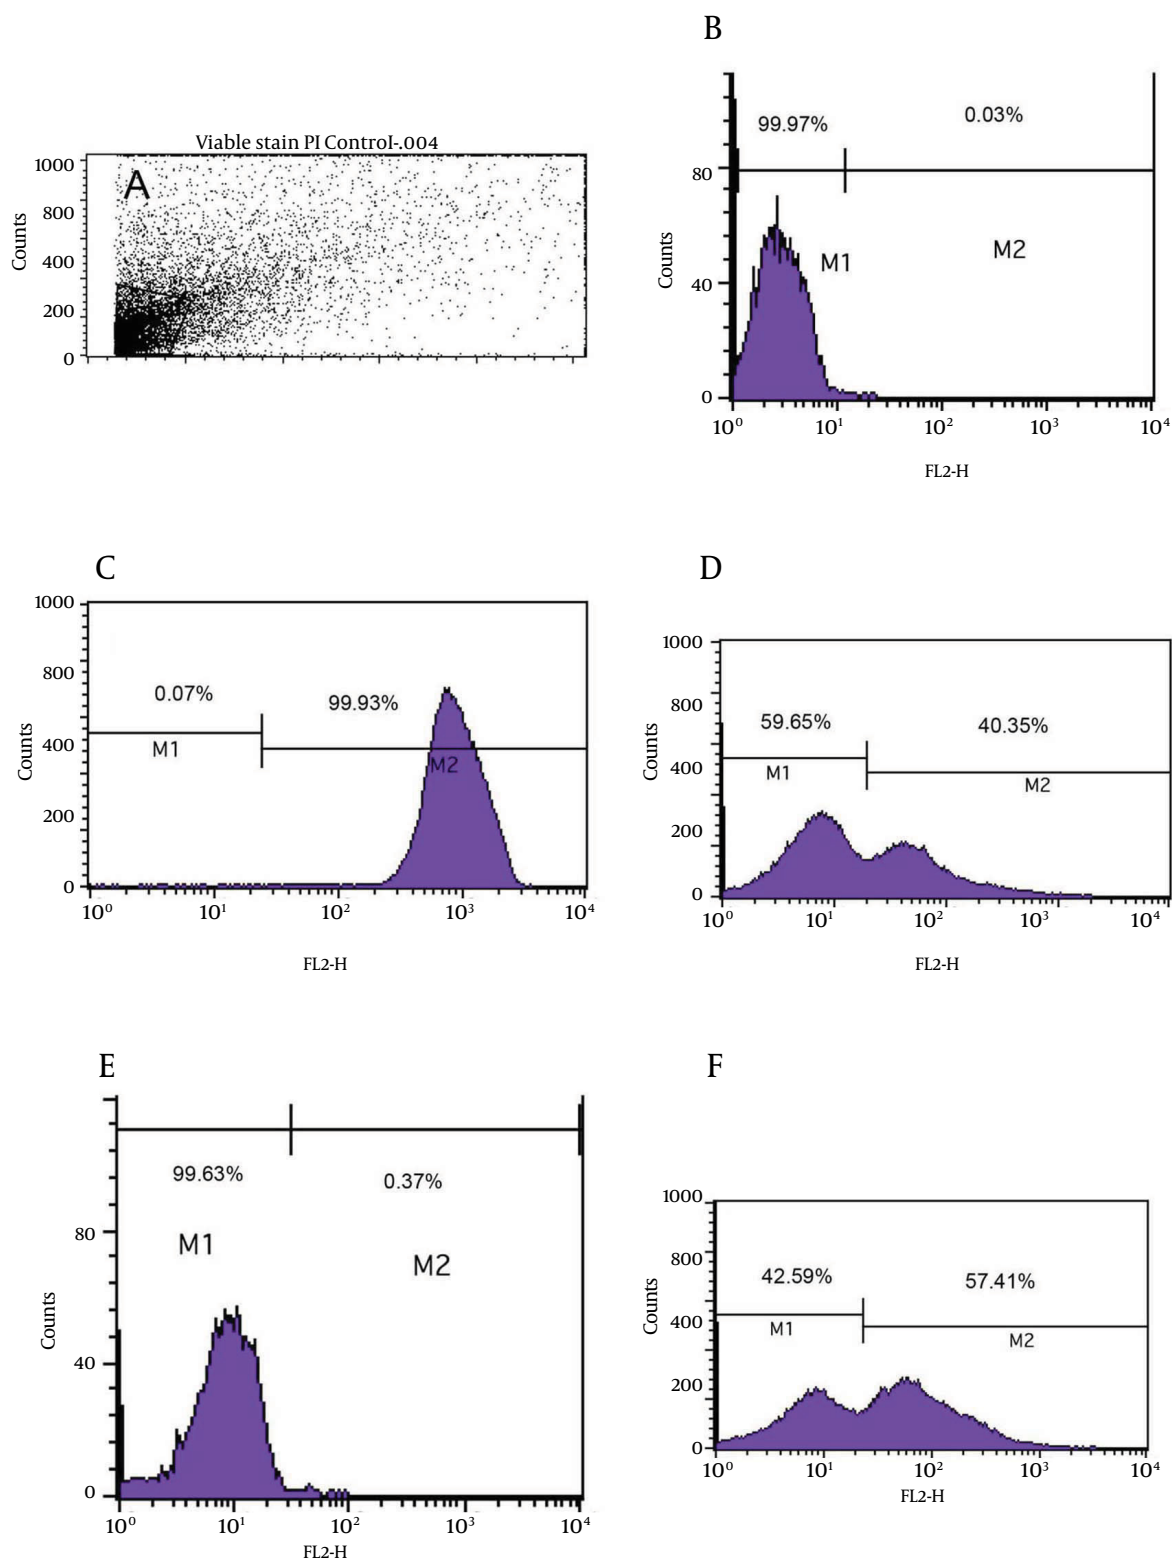 Viable stain PI Control-.004
A
Counts
1000
800
600
400
200
0
B
99.97%
0.03%
80
40
0
Counts
M1
M2
10⁰ 10¹ 10² 10³ 10⁴
FL2-H
C
1000
800
400
200
0
Counts
0.07%
99.93%
M1
M2
10⁰ 10¹ 10² 10³ 10⁴
FL2-H
D
1000
800
400
200
0
Counts
59.65%
40.35%
M1
M2
10⁰ 10¹ 10² 10³ 10⁴
FL2-H
E
99.63%
0.37%
80
40
0
Counts
M1
M2
10⁰ 10¹ 10² 10³ 10⁴
FL2-H
F
1000
800
400
200
0
Counts
42.59%
57.41%
M1
M2
10⁰ 10¹ 10² 10³ 10⁴
FL2-H